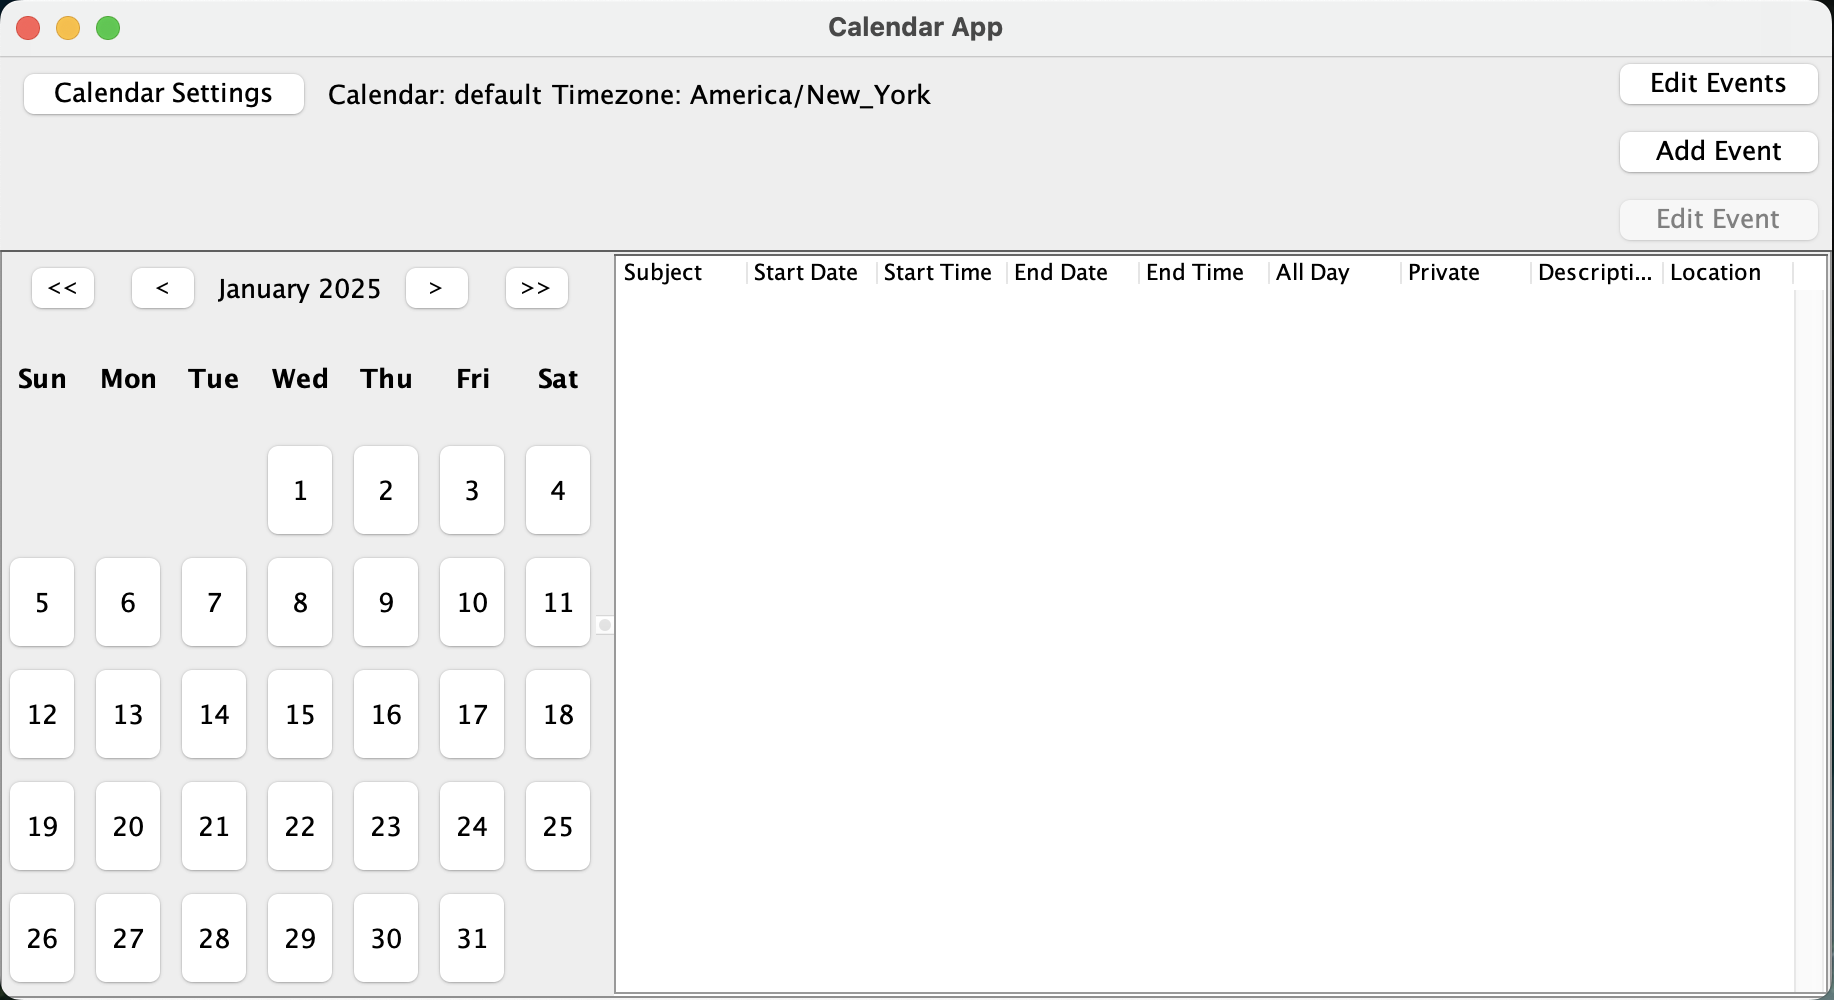 Calendar App
Calendar Settings Calendar: default Timezone: America/New_York
Edit Events
Add Event
Edit Event
<< < January 2025 > >>
Sun Mon Tue Wed Thu Fri Sat
1 2 3 4
5 6 7 8 9 10 11
12 13 14 15 16 17 18
19 20 21 22 23 24 25
26 27 28 29 30 31
Subject Start Date Start Time End Date End Time All Day Private Descripti... Location